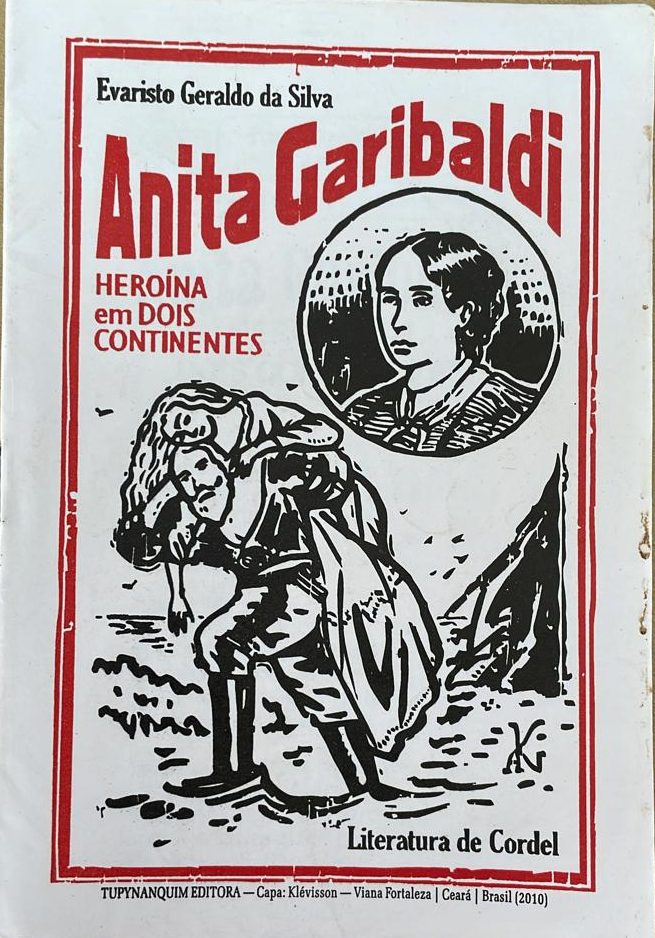 Evaristo Geraldo da Silva
Anita Garibaldi
HEROÍNA
em DOIS
CONTINENTES
Literatura de Cordel
TUPYNANQUIM EDITORA — Capa: Klévisson — Viana Fortaleza | Ceará | Brasil (2010)